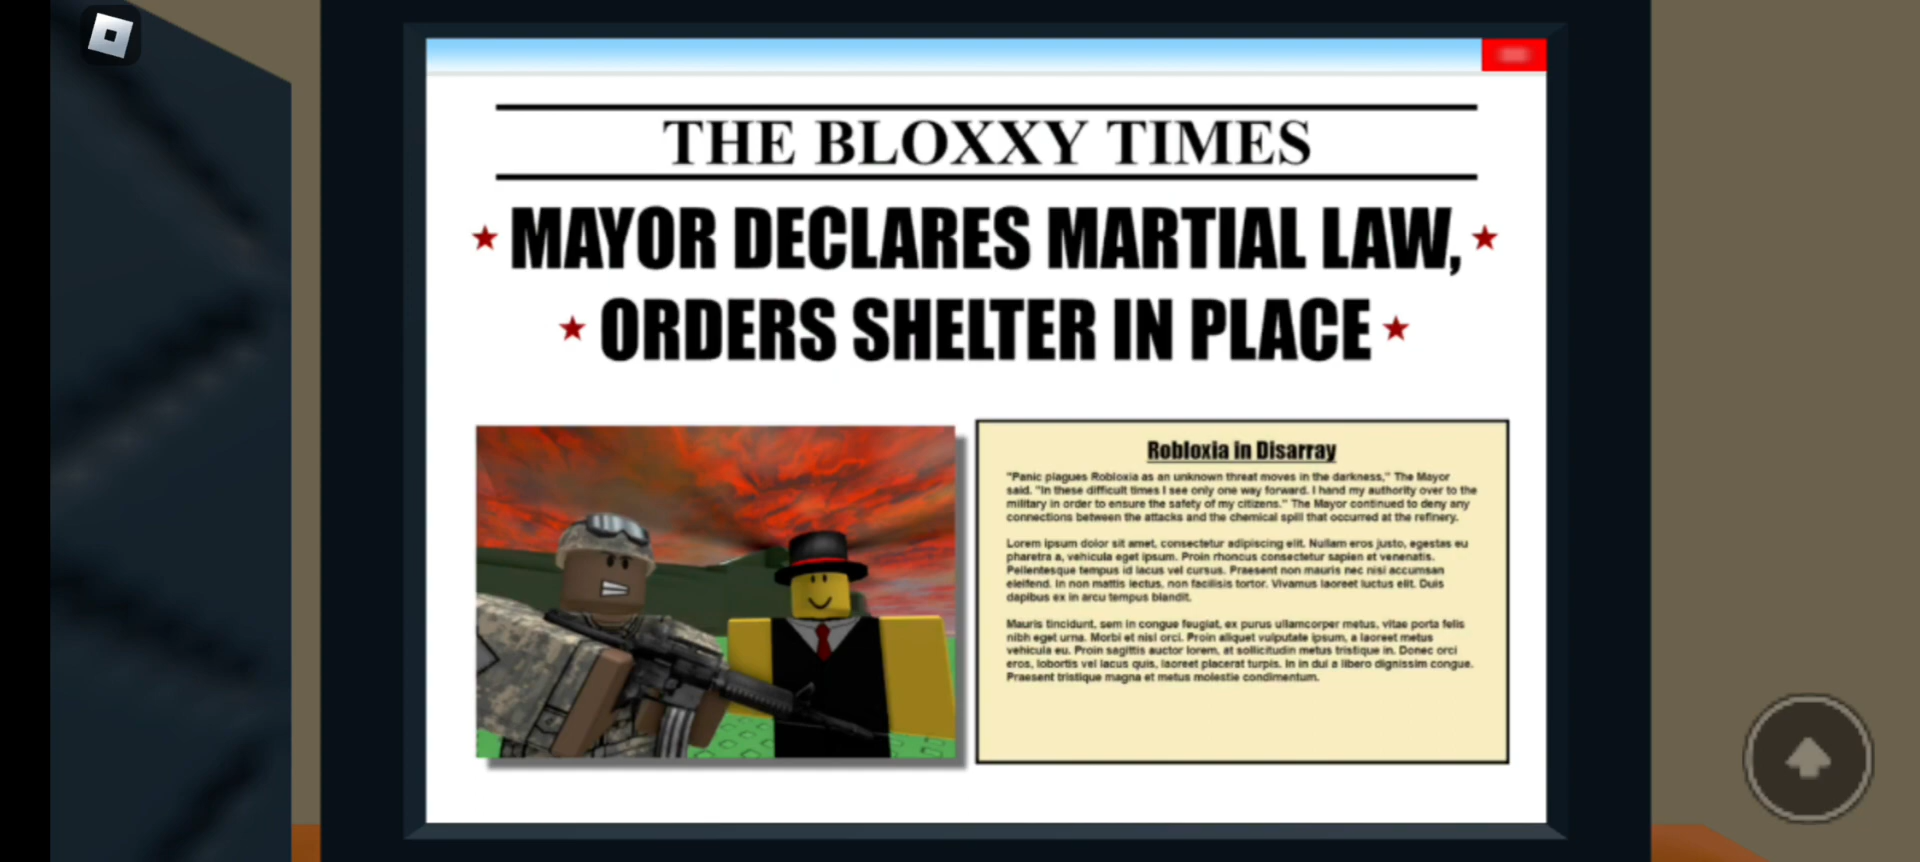 THE BLOXXY TIMES
MAYOR DECLARES MARTIAL LAW,
ORDERS SHELTER IN PLACE
Robloxia in Disarray
"Panic plagues Robloxia as an unknown threat moves in the darkness," The Mayor
said. "In these difficult times I see only one way forward. I hand my authority over to the
military in order to ensure the safety of my citizens." The Mayor continued to deny any
connections between the attacks and the chemical spill that occurred at the refinery.
Lorem ipsum dolor sit amet, consectetur adipiscing elit. Nullam eros justo, egestas eu
pharetra a, vehicula eget ipsum. Proin rhoncus consectetur sapien at venenatis.
Pellentesque tempus id lacus vel cursus. Praesent non mauris nec nisi accumsan
eleifend. In non mattis lectus, non facilisis tortor. Vivamus laoreet luctus elit. Duis
dapibus ex in arcu tempus blandit.
Mauris tincidunt, sem in congue feugiat, ex purus ullamcorper metus, vitae porta felis
nibh eget urna. Morbi et nisl orci. Proin aliquet vulputate ipsum, a laoreet metus
vehicula eu. Proin sagittis auctor lorem, at sollicitudin metus tristique in. Donec orci
eros, lobortis vel lacus quis, laoreet placerat turpis. In in dui a libero dignissim congue.
Praesent tristique magna et metus molestie condimentum.